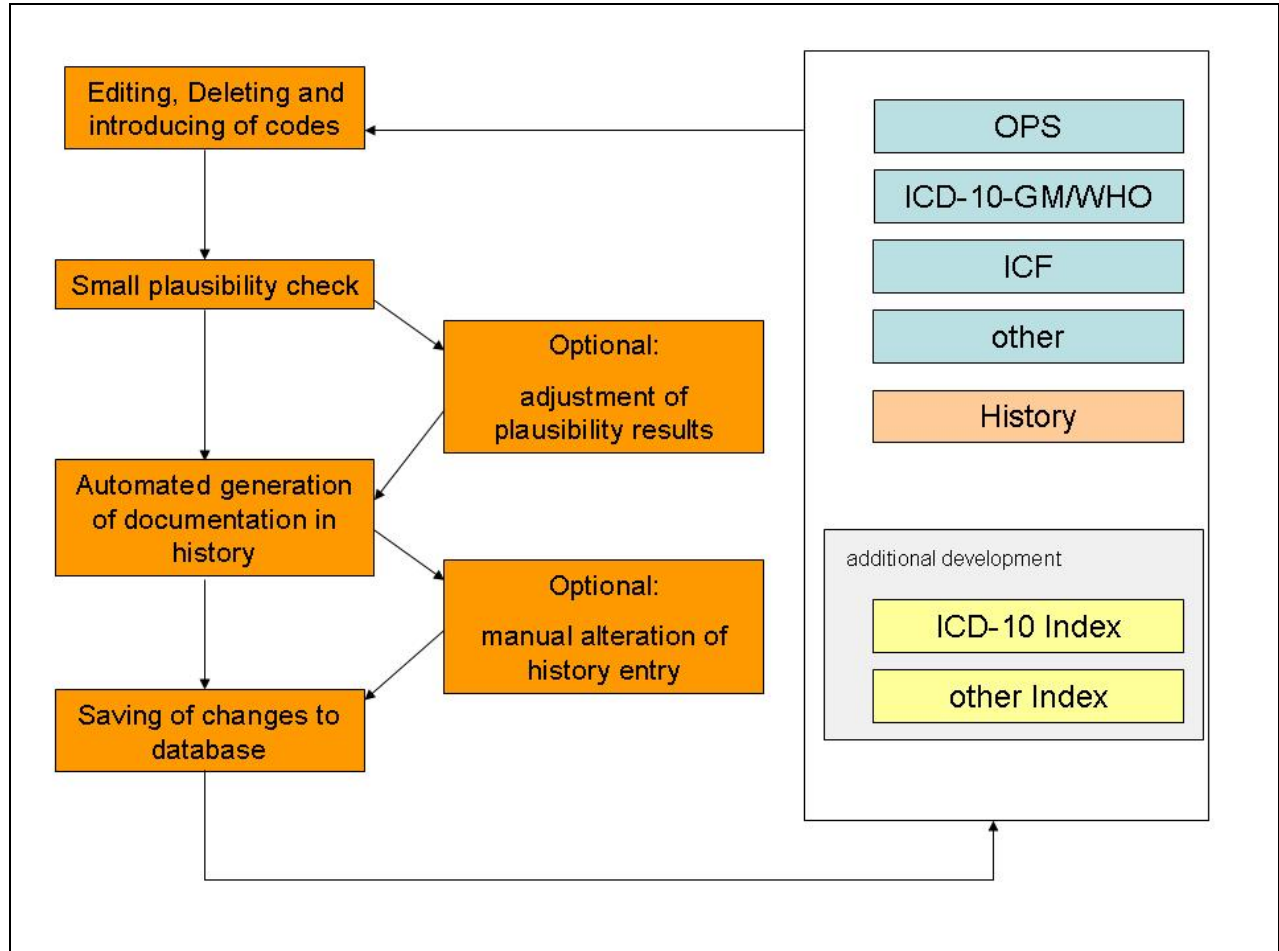 Editing, Deleting and
introducing of codes
Small plausibility check
Optional:
adjustment of
plausibility results
Automated generation
of documentation in
history
Optional:
manual alteration of
history entry
Saving of changes to
database
OPS
ICD-10-GM/WHO
ICF
other
History
additional development
ICD-10 Index
other Index